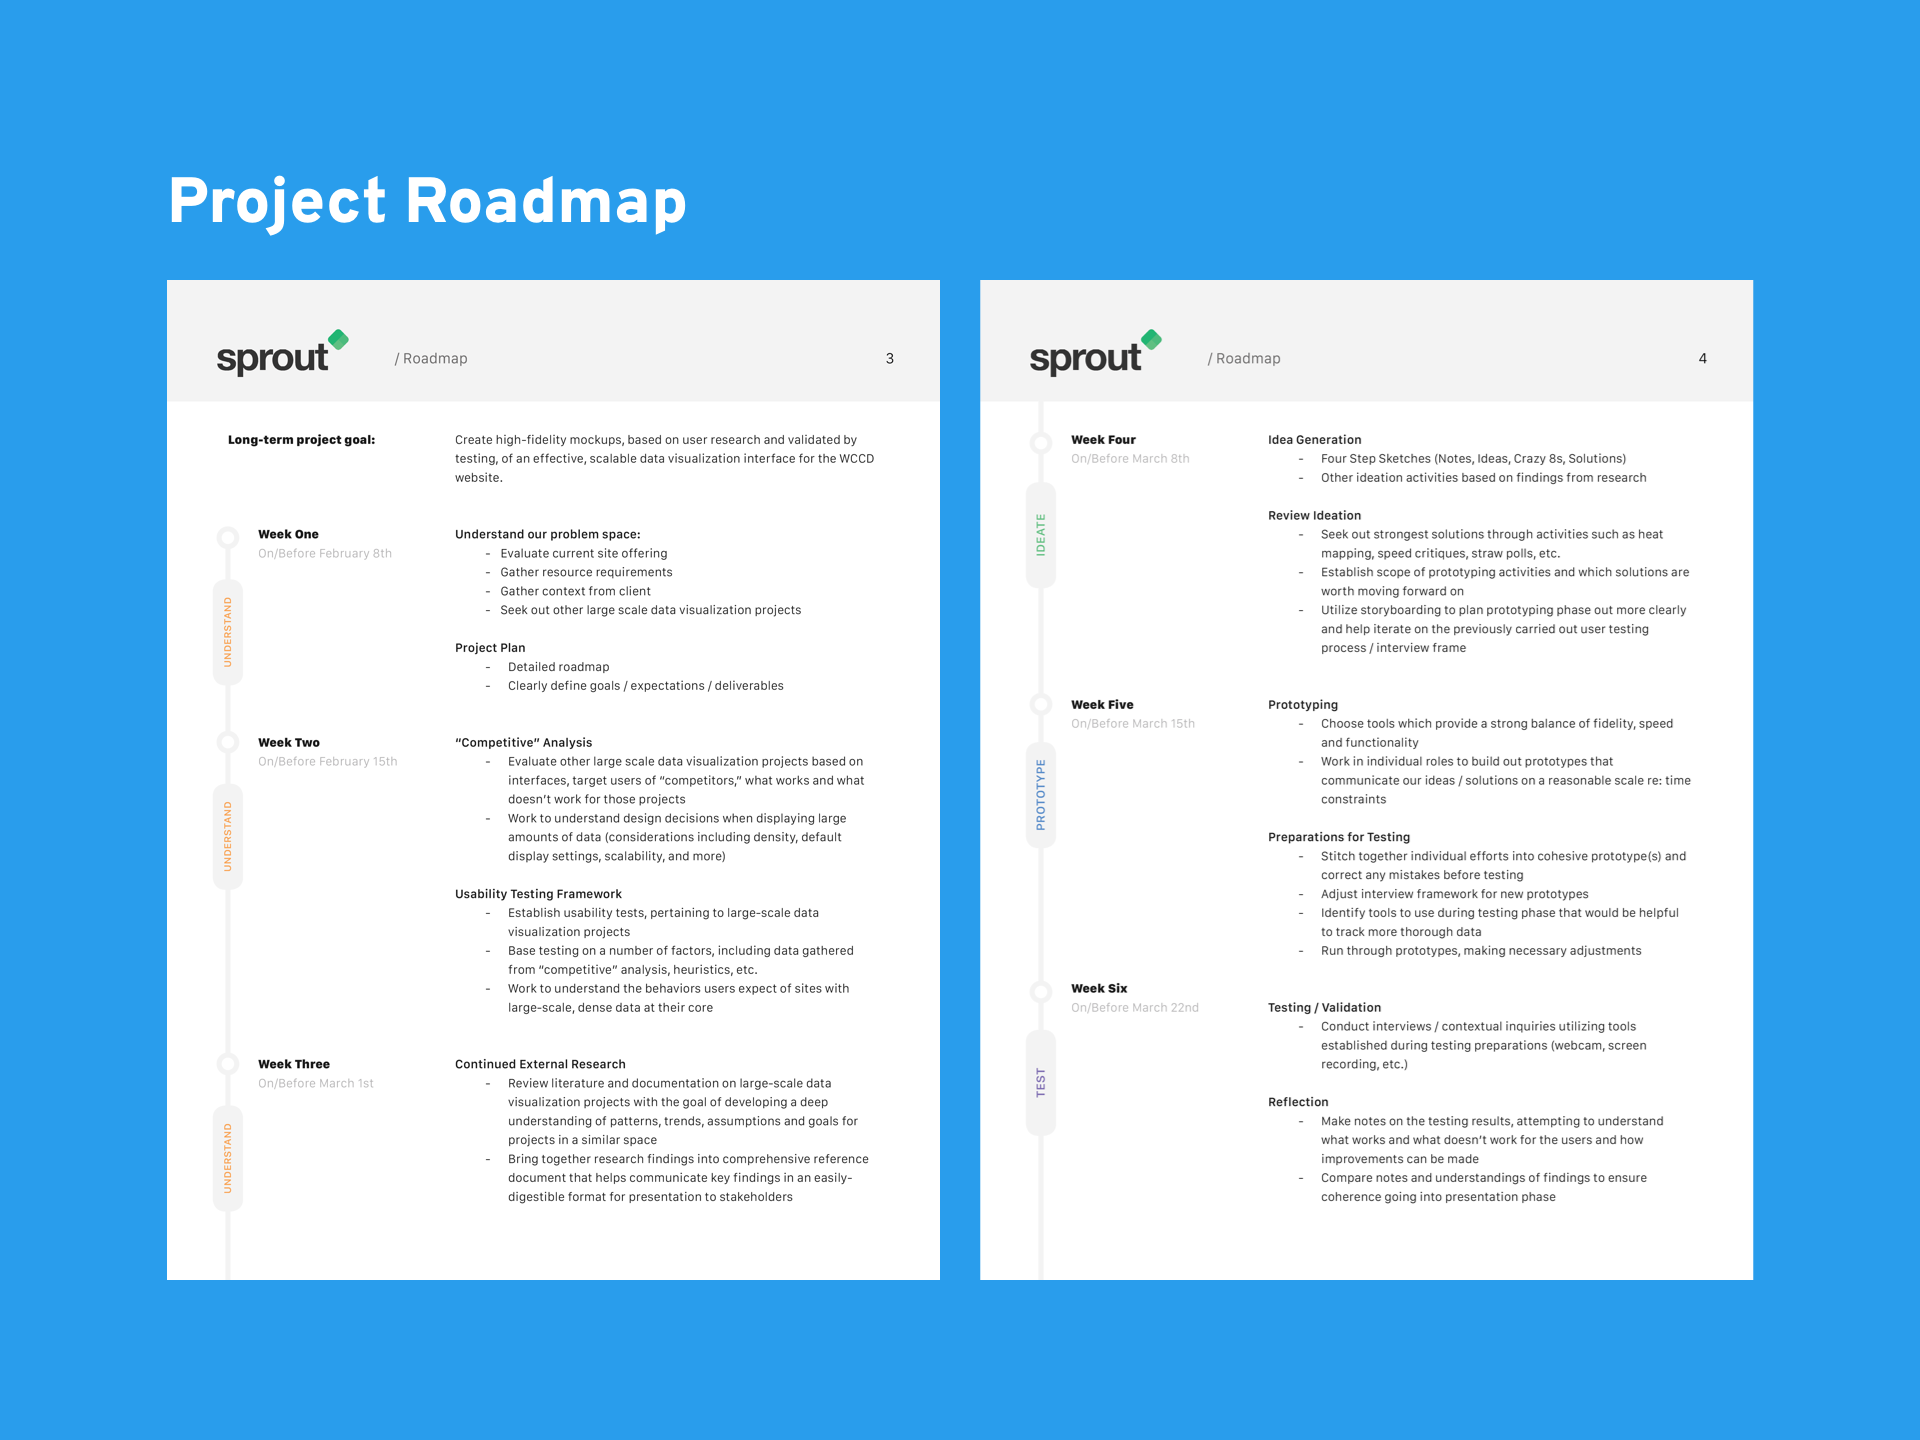 Project Roadmap
sprout
/ Roadmap
3
Long-term project goal:
Create high-fidelity mockups, based on user research and validated by
testing, of an effective, scalable data visualization interface for the WCCD
website.
Week One
On/Before February 8th
UNDERSTAND
Understand our problem space:
- Evaluate current site offering
- Gather resource requirements
- Gather context from client
- Seek out other large scale data visualization projects
Project Plan
- Detailed roadmap
- Clearly define goals / expectations / deliverables
Week Two
On/Before February 15th
UNDERSTAND
“Competitive” Analysis
- Evaluate other large scale data visualization projects based on
interfaces, target users of “competitors,” what works and what
doesn’t work for those projects
- Work to understand design decisions when displaying large
amounts of data (considerations including density, default
display settings, scalability, and more)
Usability Testing Framework
- Establish usability tests, pertaining to large-scale data
visualization projects
- Base testing on a number of factors, including data gathered
from “competitive” analysis, heuristics, etc.
- Work to understand the behaviors users expect of sites with
large-scale, dense data at their core
Week Three
On/Before March 1st
UNDERSTAND
Continued External Research
- Review literature and documentation on large-scale data
visualization projects with the goal of developing a deep
understanding of patterns, trends, assumptions and goals for
projects in a similar space
- Bring together research findings into comprehensive reference
document that helps communicate key findings in an easily-
digestible format for presentation to stakeholders
sprout
/ Roadmap
4
Week Four
On/Before March 8th
IDEATE
Idea Generation
- Four Step Sketches (Notes, Ideas, Crazy 8s, Solutions)
- Other ideation activities based on findings from research
Review Ideation
- Seek out strongest solutions through activities such as heat
mapping, speed critiques, straw polls, etc.
- Establish scope of prototyping activities and which solutions are
worth moving forward on
- Utilize storyboarding to plan prototyping phase out more clearly
and help iterate on the previously carried out user testing
process / interview frame
Week Five
On/Before March 15th
PROTOTYPE
Prototyping
- Choose tools which provide a strong balance of fidelity, speed
and functionality
- Work in individual roles to build out prototypes that
communicate our ideas / solutions on a reasonable scale re: time
constraints
Preparations for Testing
- Stitch together individual efforts into cohesive prototype(s) and
correct any mistakes before testing
- Adjust interview framework for new prototypes
- Identify tools to use during testing phase that would be helpful
to track more thorough data
- Run through prototypes, making necessary adjustments
Week Six
On/Before March 22nd
TEST
Testing / Validation
- Conduct interviews / contextual inquiries utilizing tools
established during testing preparations (webcam, screen
recording, etc.)
Reflection
- Make notes on the testing results, attempting to understand
what works and what doesn’t work for the users and how
improvements can be made
- Compare notes and understandings of findings to ensure
coherence going into presentation phase